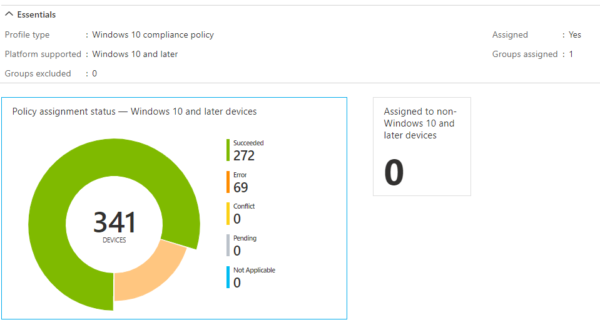 Essentials
Profile type : Windows 10 compliance policy
Assigned : Yes
Platform supported : Windows 10 and later
Groups assigned : 1
Groups excluded : 0
Policy assignment status — Windows 10 and later devices
Succeeded
272
Error
69
Conflict
0
Pending
0
Not Applicable
0
341
DEVICES
Assigned to non-
Windows 10 and
later devices
0